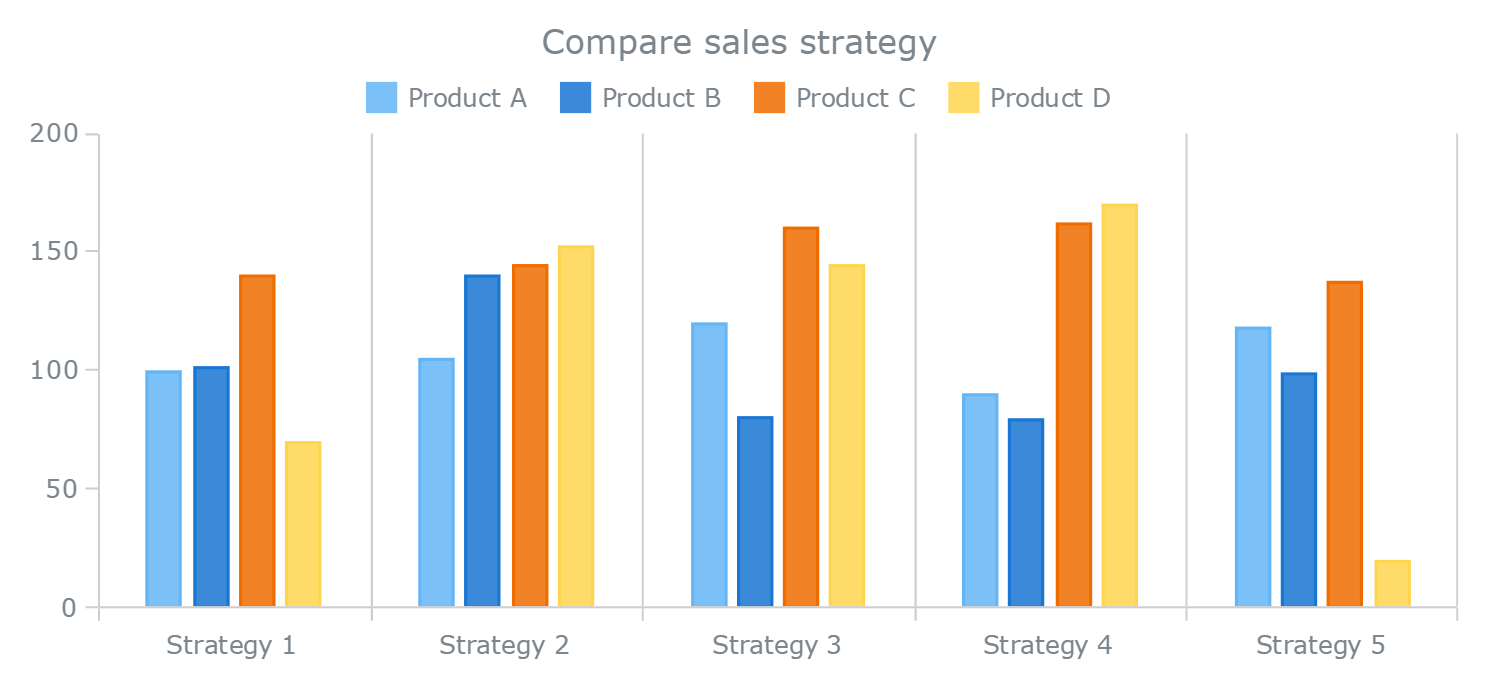 Compare sales strategy
Product A Product B Product C Product D
200
150
100
50
0
Strategy 1 Strategy 2 Strategy 3 Strategy 4 Strategy 5